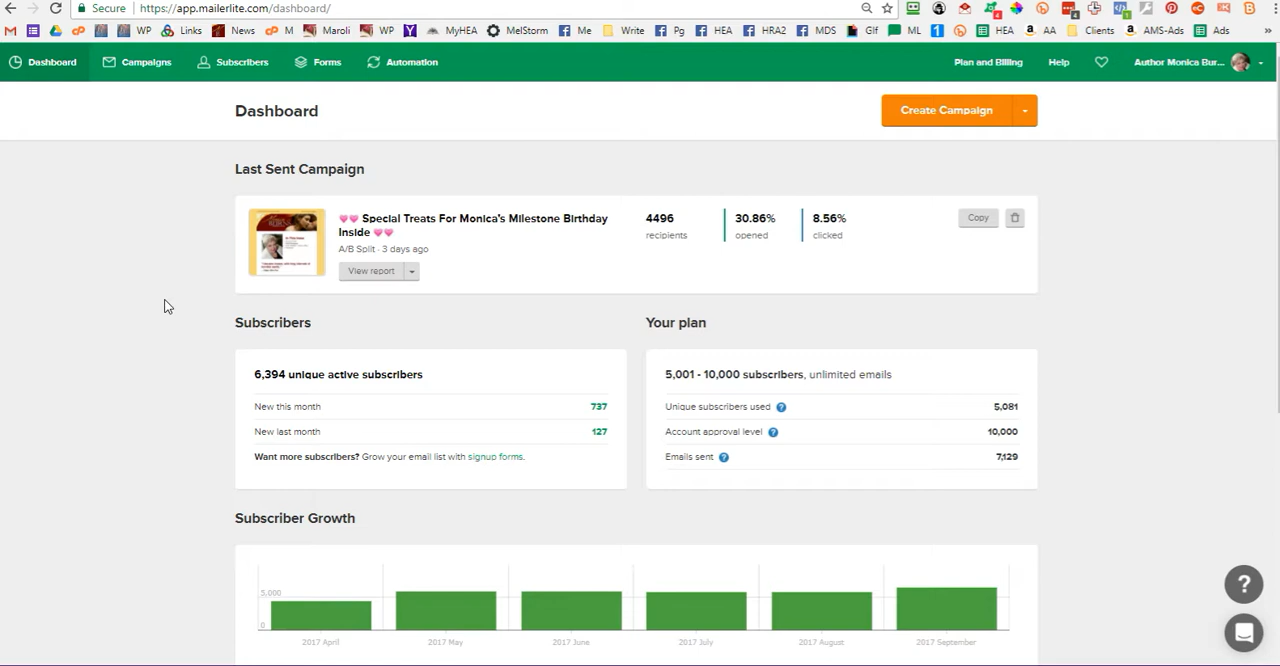 Secure https://app.mailerlite.com/dashboard/
WP Links News Maroli WP MyHEA MelStorm Me Write Pg HEA HRA2 MDS Gif ML AA HEA Clients AMS-Ads Ads »
Dashboard Campaigns Subscribers Forms Automation Plan and Billing Help Author Monica Bur...
Dashboard
Create Campaign
Last Sent Campaign
💗💗 Special Treats For Monica's Milestone Birthday
Inside 💗💗
A/B Split · 3 days ago
View report
4496
recipients
30.86%
opened
8.56%
clicked
Copy
Subscribers
6,394 unique active subscribers
New this month 737
New last month 127
Want more subscribers? Grow your email list with signup forms.
Your plan
5,001 - 10,000 subscribers, unlimited emails
Unique subscribers used ? 5,081
Account approval level ? 10,000
Emails sent ? 7,129
Subscriber Growth
5,000
0
2017 April 2017 May 2017 June 2017 July 2017 August 2017 September
?